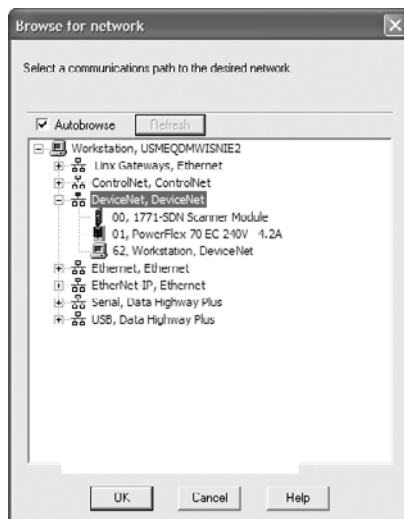 Browse for network
Select a communications path to the desired network.
Autobrowse
Refresh
Workstation, USMEQDMWISNIE2
Linx Gateways, Ethernet
ControlNet, ControlNet
DeviceNet, DeviceNet
00, 1771-SDN Scanner Module
01, PowerFlex 70 EC 240V 4.2A
62, Workstation, DeviceNet
Ethernet, Ethernet
EtherNet-IP, Ethernet
Serial, Data Highway Plus
USB, Data Highway Plus
OK Cancel Help